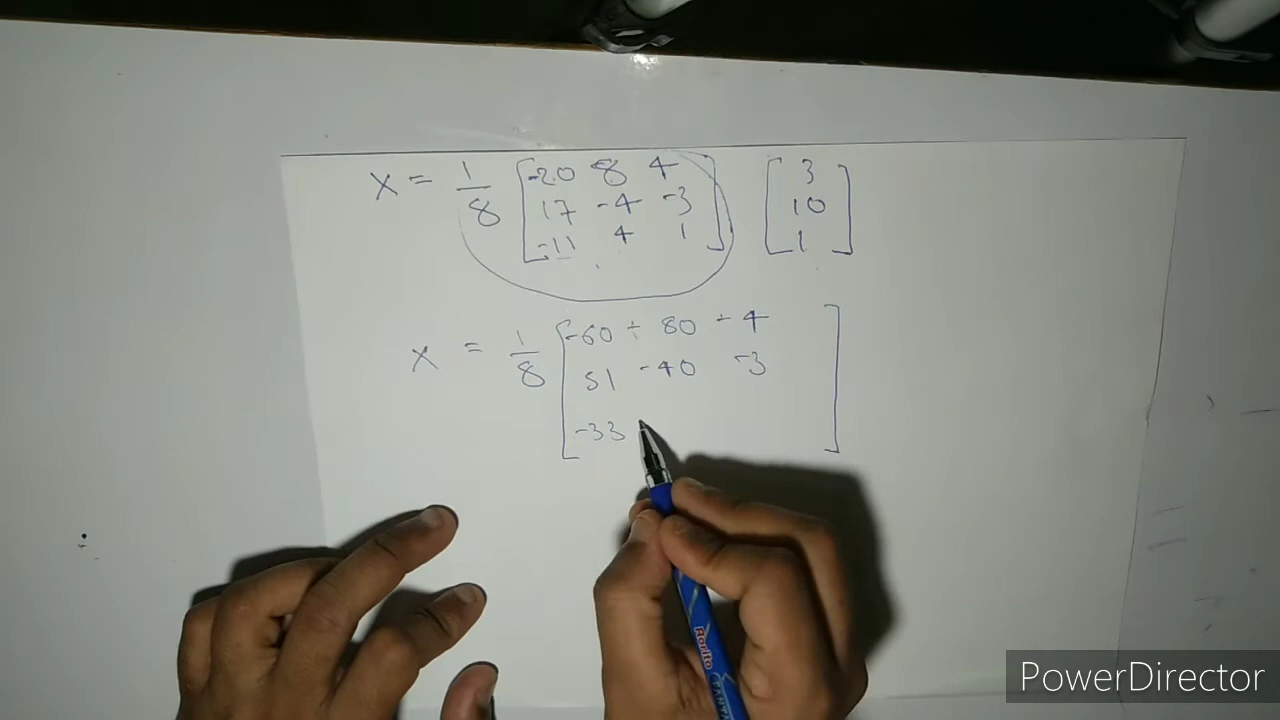 X = 1/8 [-20 8 4] [3]
[17 -4 -3] [10]
[-11 4 1] [1]
X = 1/8 [-60 + 80 + 4]
[51 -40 -3]
[-33]
Rorito
PowerDirector